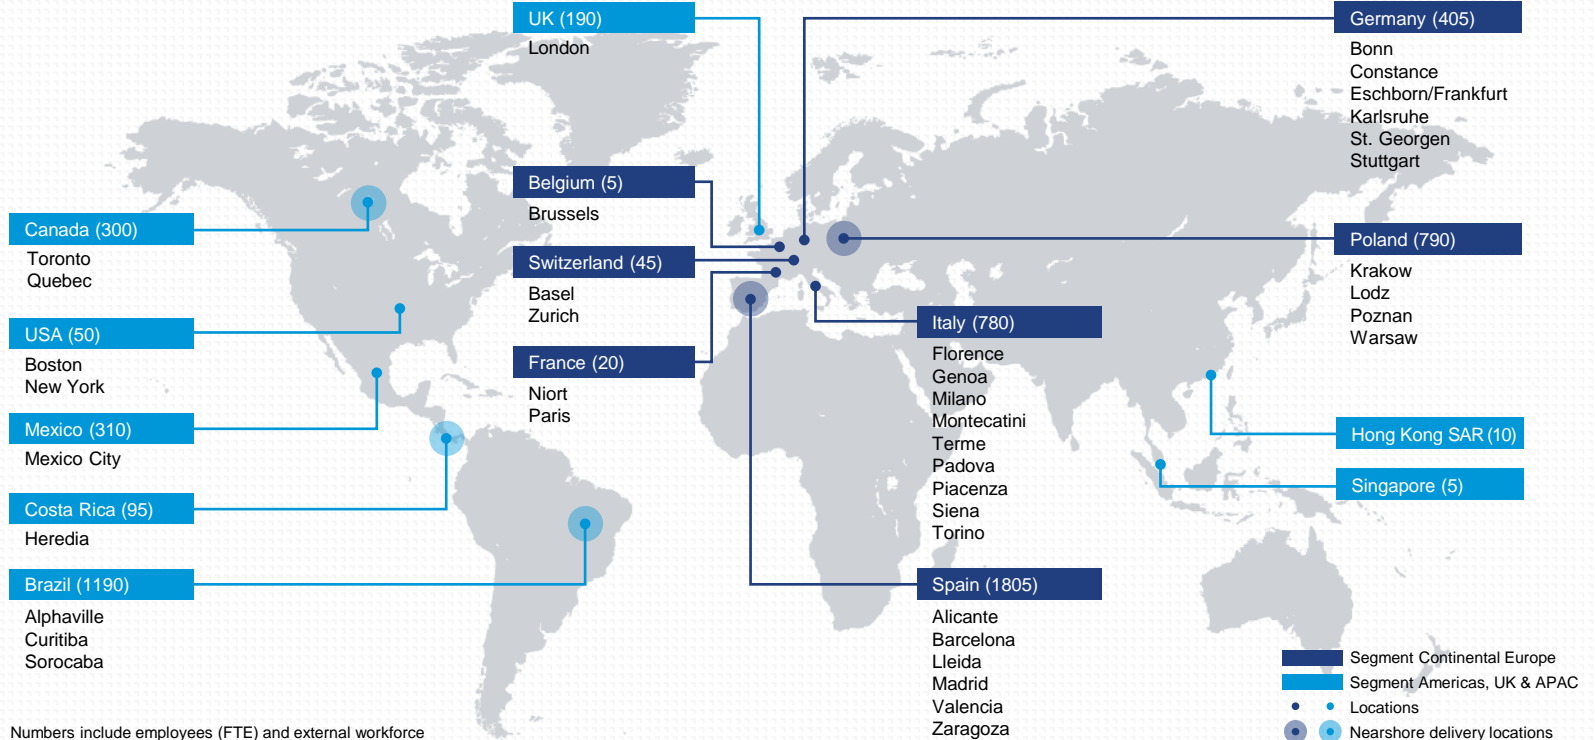 UK (190)
London
Germany (405)
Bonn
Constance
Eschborn/Frankfurt
Karlsruhe
St. Georgen
Stuttgart
Belgium (5)
Brussels
Canada (300)
Toronto
Quebec
Switzerland (45)
Basel
Zurich
Poland (790)
Krakow
Lodz
Poznan
Warsaw
USA (50)
Boston
New York
France (20)
Niort
Paris
Italy (780)
Florence
Genoa
Milano
Montecatini
Terme
Padova
Piacenza
Siena
Torino
Mexico (310)
Mexico City
Hong Kong SAR (10)
Singapore (5)
Costa Rica (95)
Heredia
Brazil (1190)
Alphaville
Curitiba
Sorocaba
Spain (1805)
Alicante
Barcelona
Lleida
Madrid
Valencia
Zaragoza
Segment Continental Europe
Segment Americas, UK & APAC
Locations
Nearshore delivery locations
Numbers include employees (FTE) and external workforce